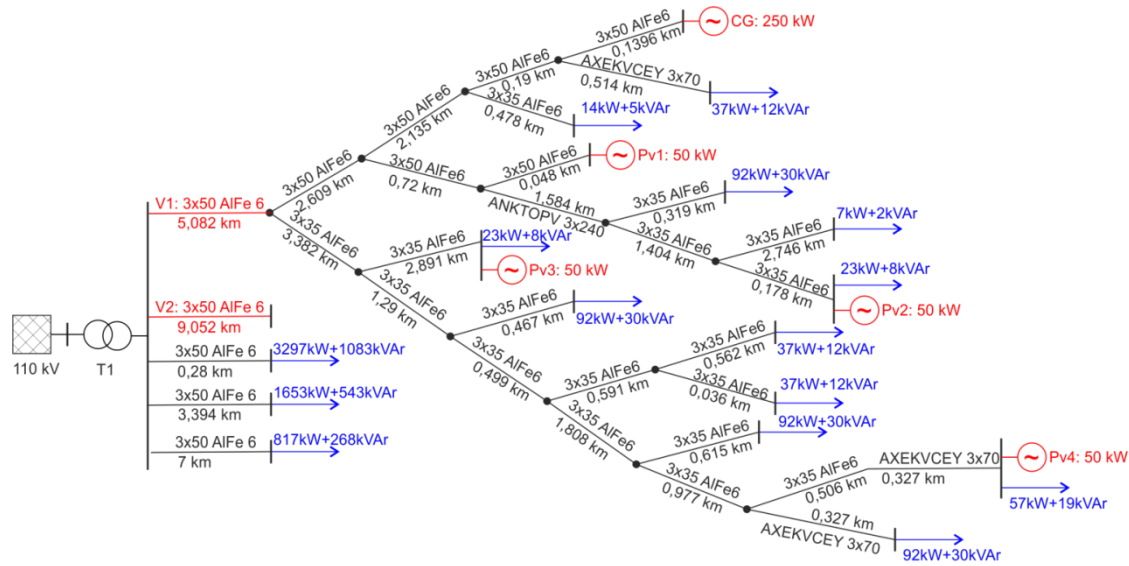 3x50 AlFe6
0,1396 km
CG: 250 kW
3x50 AlFe6
0,19 km
AXEKVCEY 3x70
0,514 km
37kW+12kVAr
3x50 AlFe6
2,135 km
3x35 AlFe6
0,478 km
14kW+5kVAr
3x50 AlFe6
2,609 km
3x50 AlFe6
0,72 km
3x50 AlFe6
0,048 km
Pv1: 50 kW
1,584 km
ANKTOPV 3x240
3x35 AlFe6
0,319 km
92kW+30kVAr
3x35 AlFe6
1,404 km
3x35 AlFe6
2,746 km
7kW+2kVAr
3x35 AlFe6
0,178 km
23kW+8kVAr
Pv2: 50 kW
V1: 3x50 AlFe 6
5,082 km
3x35 AlFe6
3,382 km
3x35 AlFe6
2,891 km
23kW+8kVAr
Pv3: 50 kW
3x35 AlFe6
1,29 km
3x35 AlFe6
0,467 km
92kW+30kVAr
3x35 AlFe6
0,499 km
3x35 AlFe6
0,591 km
3x35 AlFe6
0,562 km
37kW+12kVAr
3x35 AlFe6
0,036 km
37kW+12kVAr
3x35 AlFe6
1,808 km
3x35 AlFe6
0,615 km
92kW+30kVAr
3x35 AlFe6
0,977 km
3x35 AlFe6
0,506 km
AXEKVCEY 3x70
0,327 km
Pv4: 50 kW
57kW+19kVAr
0,327 km
AXEKVCEY 3x70
92kW+30kVAr
V2: 3x50 AlFe 6
9,052 km
110 kV
T1
3x50 AlFe 6
0,28 km
3297kW+1083kVAr
3x50 AlFe 6
3,394 km
1653kW+543kVAr
3x50 AlFe 6
7 km
817kW+268kVAr